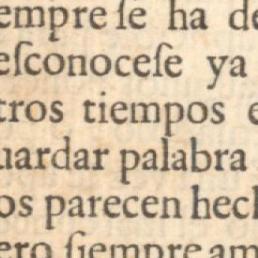 empre ſe ha de
eſconoceſe ya
tros tiempos e
uardar palabra
os parecen hech
ero ſiempre am